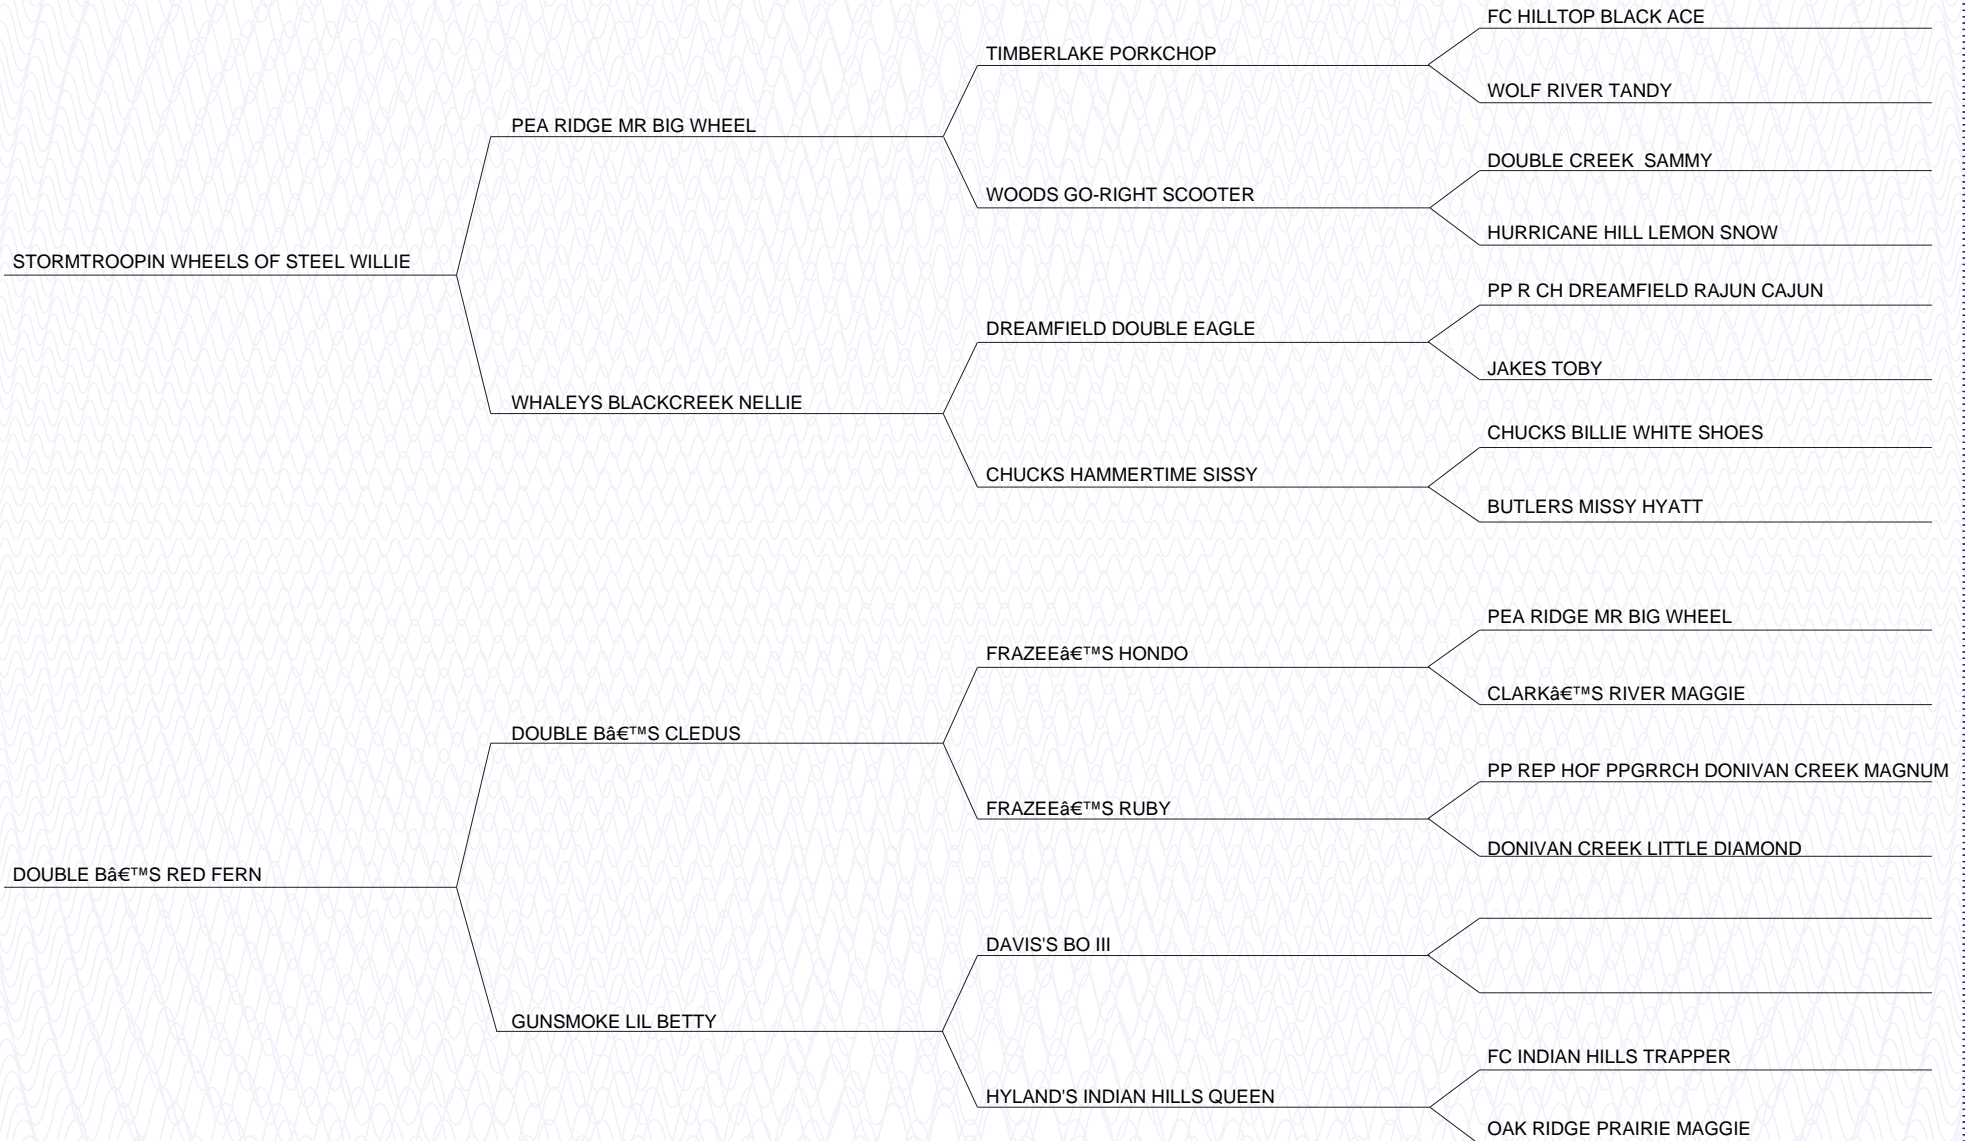 FC HILLTOP BLACK ACE
TIMBERLAKE PORKCHOP
WOLF RIVER TANDY
PEA RIDGE MR BIG WHEEL
DOUBLE CREEK  SAMMY
WOODS GO-RIGHT SCOOTER
HURRICANE HILL LEMON SNOW
STORMTROOPIN WHEELS OF STEEL WILLIE
PP R CH DREAMFIELD RAJUN CAJUN
DREAMFIELD DOUBLE EAGLE
JAKES TOBY
WHALEYS BLACKCREEK NELLIE
CHUCKS BILLIE WHITE SHOES
CHUCKS HAMMERTIME SISSY
BUTLERS MISSY HYATT
PEA RIDGE MR BIG WHEEL
FRAZEEâ€™S HONDO
CLARKâ€™S RIVER MAGGIE
DOUBLE Bâ€™S CLEDUS
PP REP HOF PPGRRCH DONIVAN CREEK MAGNUM
FRAZEEâ€™S RUBY
DONIVAN CREEK LITTLE DIAMOND
DOUBLE Bâ€™S RED FERN
DAVIS'S BO III
GUNSMOKE LIL BETTY
FC INDIAN HILLS TRAPPER
HYLAND'S INDIAN HILLS QUEEN
OAK RIDGE PRAIRIE MAGGIE